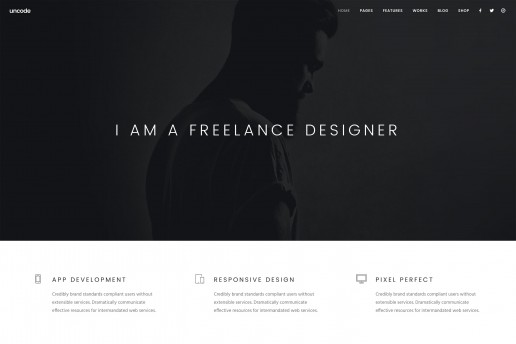 uncode
HOME PAGES FEATURES WORKS BLOG SHOP
I AM A FREELANCE DESIGNER
APP DEVELOPMENT
Credibly brand standards compliant users without
extensible services. Dramatically communicate
effective resources for intermandated web services.
RESPONSIVE DESIGN
Credibly brand standards compliant users without
extensible services. Dramatically communicate
effective resources for intermandated web services.
PIXEL PERFECT
Credibly brand standards compliant users without
extensible services. Dramatically communicate
effective resources for intermandated web services.